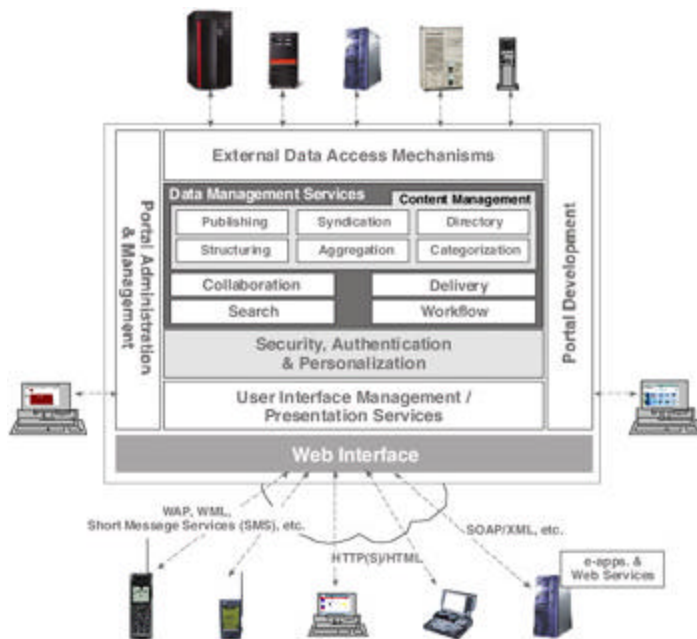 External Data Access Mechanisms
Portal Administration
& Management
Data Management Services
Content Management
Publishing
Syndication
Directory
Structuring
Aggregation
Categorization
Collaboration
Delivery
Search
Workflow
Security, Authentication
& Personalization
User Interface Management /
Presentation Services
Portal Development
Web Interface
WAP, WML,
Short Message Services (SMS), etc.
HTTP(S)/HTML
SOAP/XML, etc.
e-apps. &
Web Services